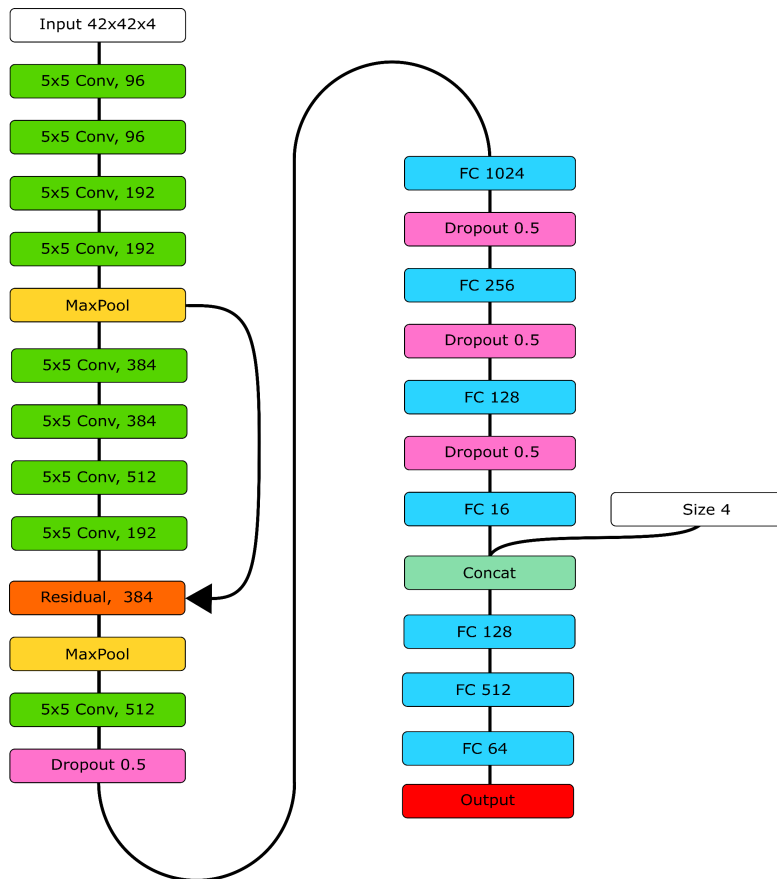 Input 42x42x4
5x5 Conv, 96
5x5 Conv, 96
5x5 Conv, 192
5x5 Conv, 192
MaxPool
5x5 Conv, 384
5x5 Conv, 384
5x5 Conv, 512
5x5 Conv, 192
Residual, 384
MaxPool
5x5 Conv, 512
Dropout 0.5
FC 1024
Dropout 0.5
FC 256
Dropout 0.5
FC 128
Dropout 0.5
FC 16
Size 4
Concat
FC 128
FC 512
FC 64
Output